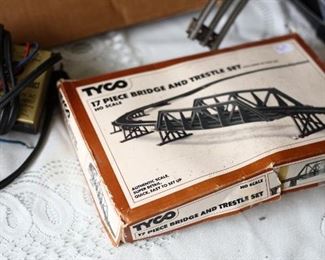 TYCO
17 PIECE BRIDGE AND TRESTLE SET
HO SCALE
AUTHENTIC SCALE,
SUPER DETAIL,
QUICK, EASY TO SET UP
HO SCALE
TYCO
17 PIECE BRIDGE AND TRESTLE SET